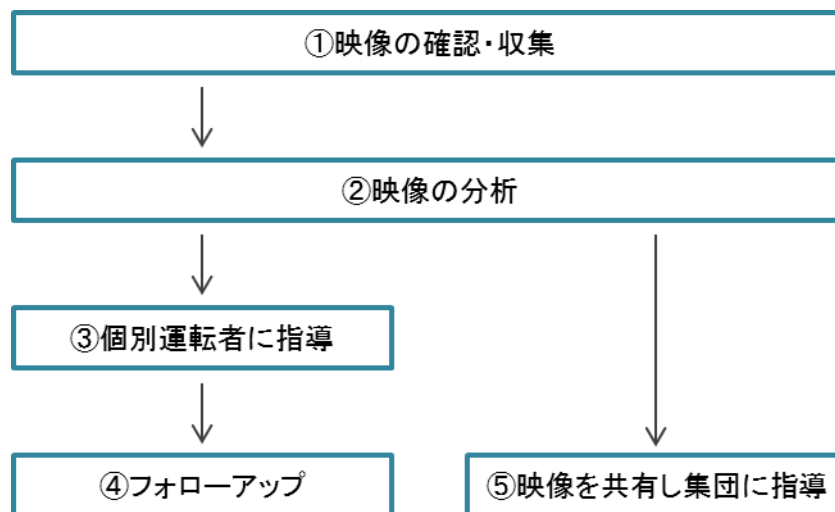 ①映像の確認・収集
②映像の分析
③個別運転者に指導
④フォローアップ
⑤映像を共有し集団に指導